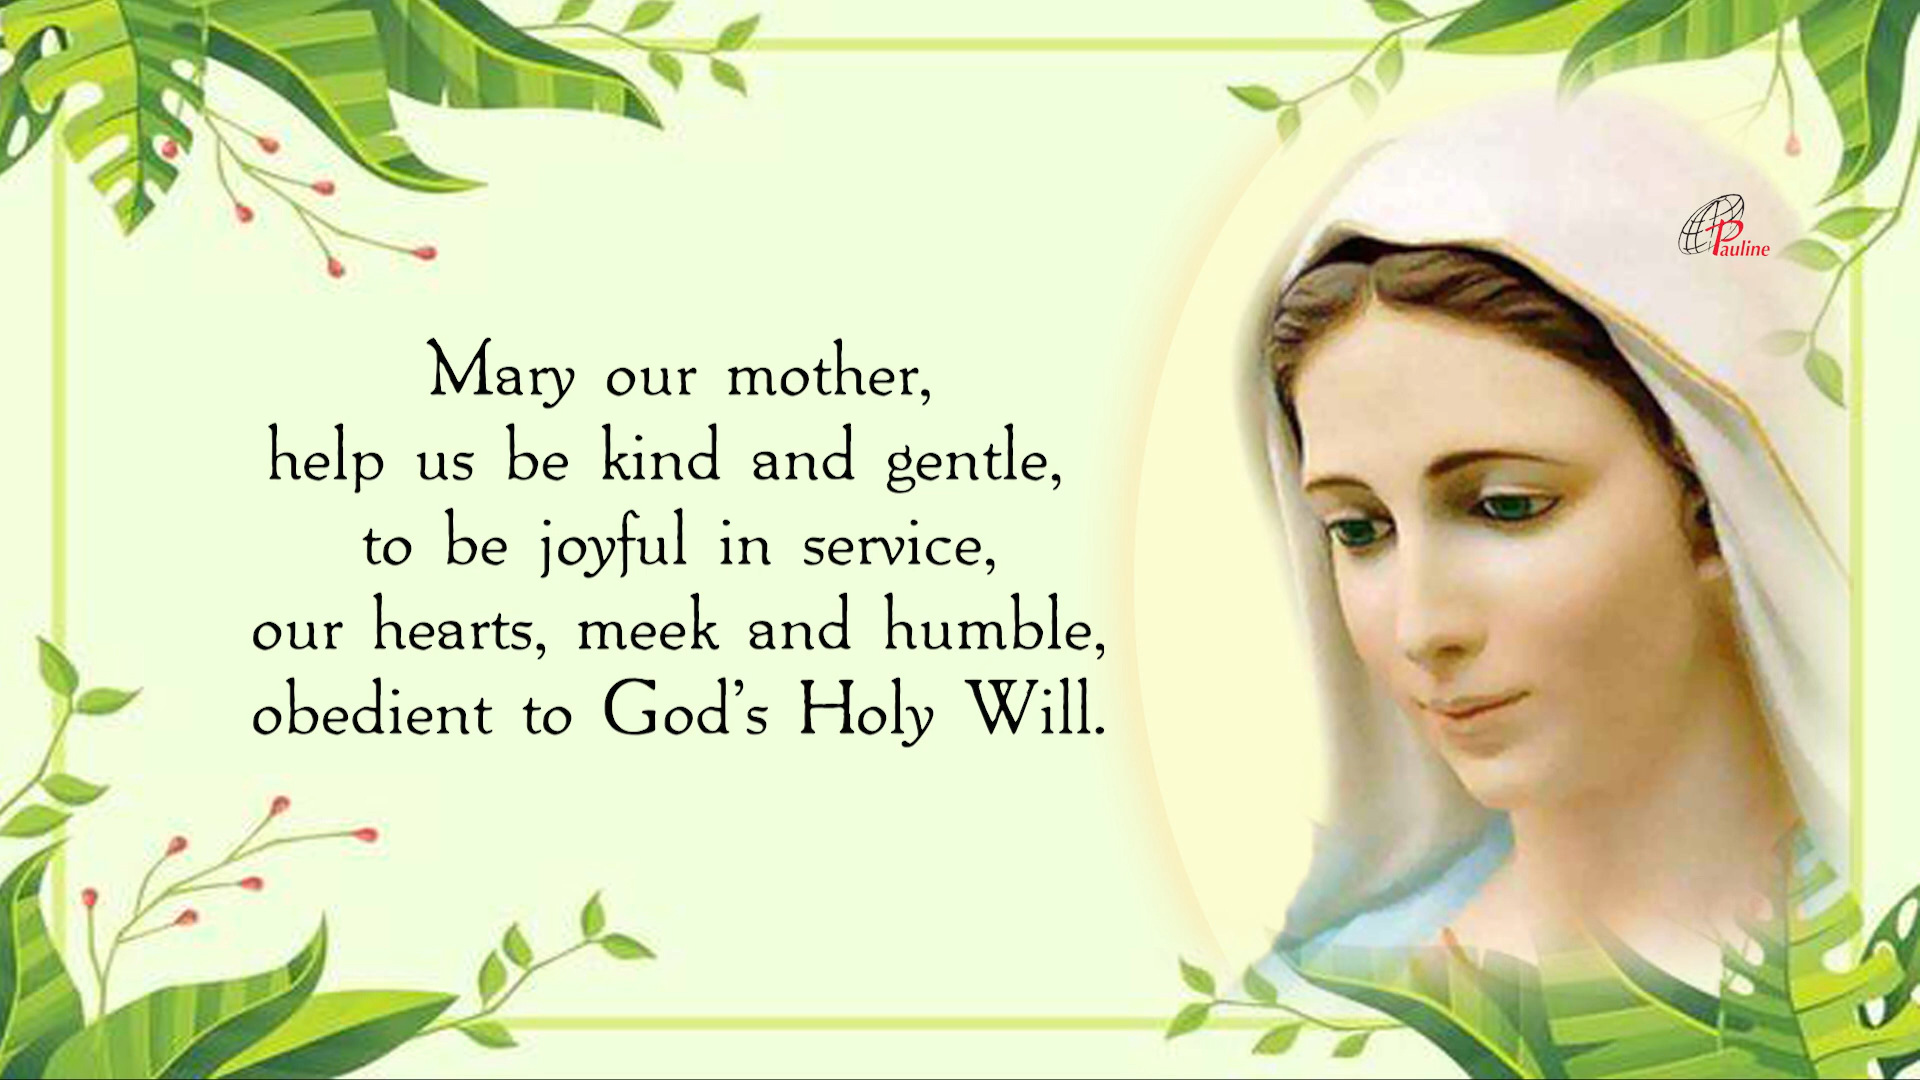 Mary our mother,
help us be kind and gentle,
to be joyful in service,
our hearts, meek and humble,
obedient to God’s Holy Will.
Pauline